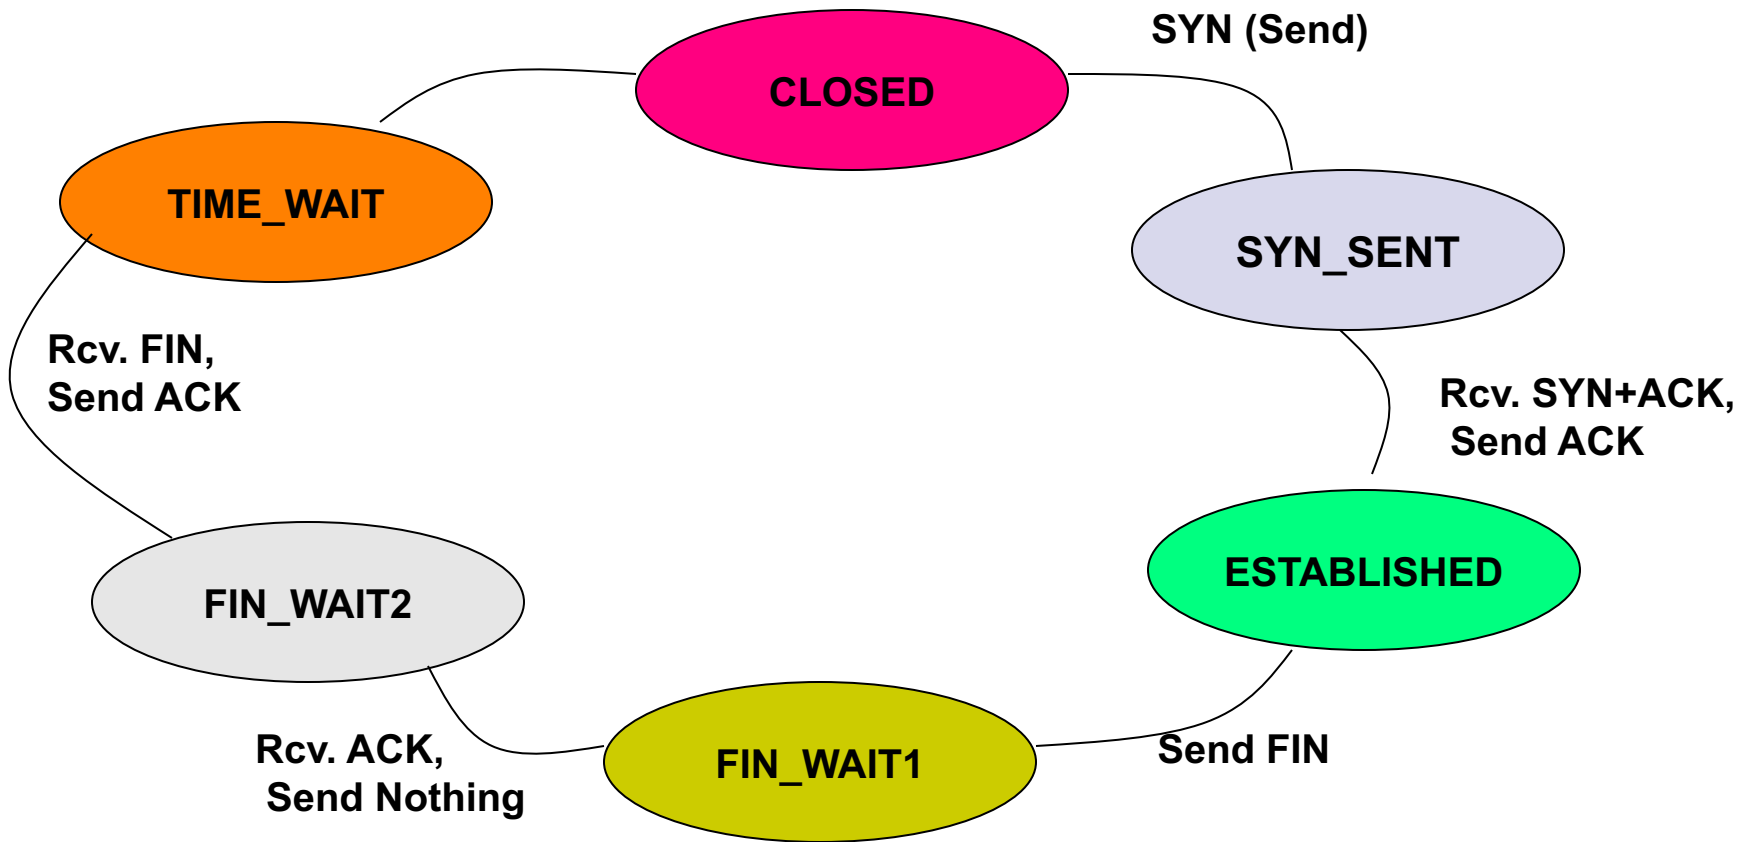 SYN (Send)
CLOSED
TIME_WAIT
SYN_SENT
Rcv. FIN,
Send ACK
Rcv. SYN+ACK,
Send ACK
ESTABLISHED
FIN_WAIT2
Rcv. ACK,
Send Nothing
FIN_WAIT1
Send FIN